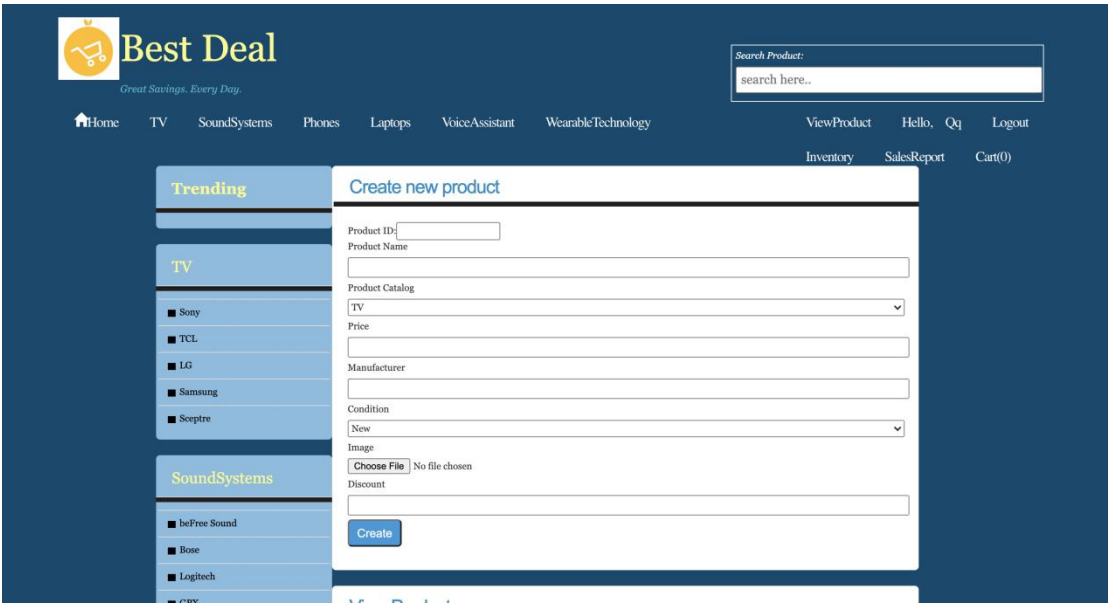 Best Deal
Great Savings. Every Day.
Search Product:
search here..
Home TV SoundSystems Phones Laptops VoiceAssistant WearableTechnology ViewProduct Hello, Qq Logout
Inventory SalesReport Cart(0)
Trending
TV
Sony
TCL
LG
Samsung
Sceptre
SoundSystems
beFree Sound
Bose
Logitech
Create new product
Product ID:
Product Name
Product Catalog
TV
Price
Manufacturer
Condition
New
Image
Choose File No file chosen
Discount
Create